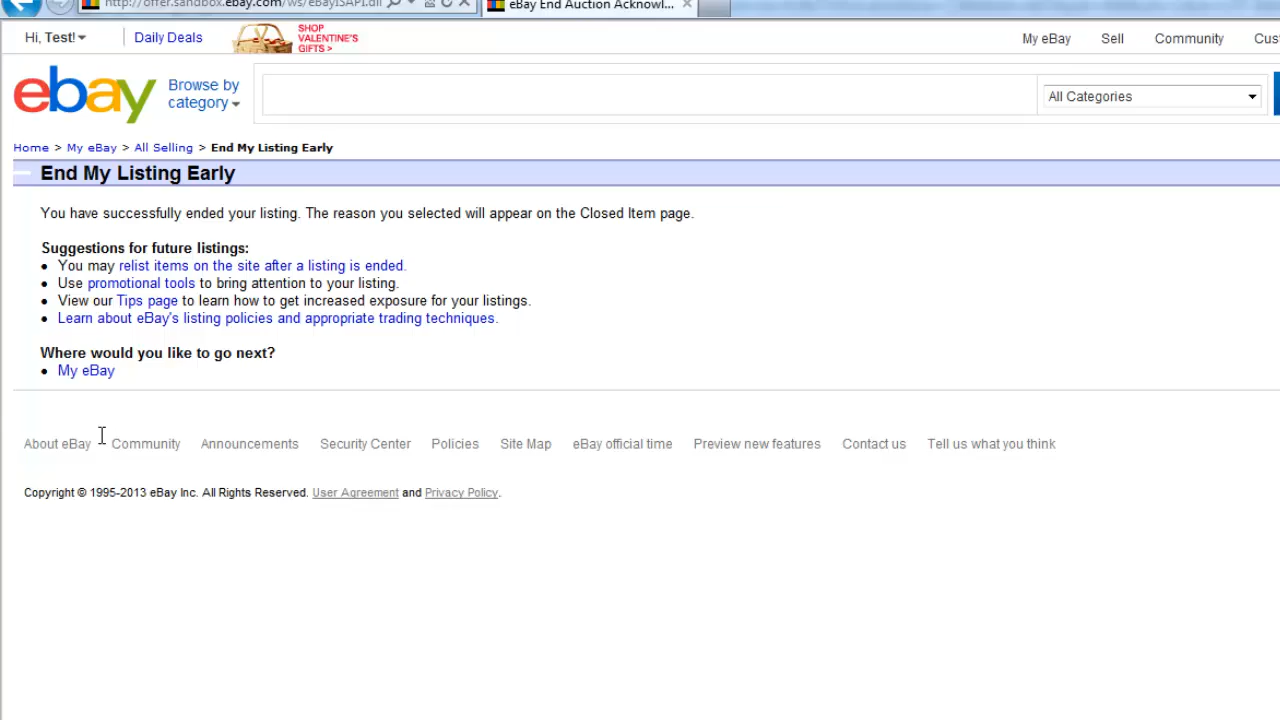 http://offer.sandbox.ebay.com/ws/eBayISAPI.dll
eBay End Auction Acknowl...
Hi, Test!
Daily Deals
SHOP
VALENTINE'S
GIFTS >
My eBay
Sell
Community
Cus
ebay
Browse by
category
All Categories
Home > My eBay > All Selling > End My Listing Early
End My Listing Early
You have successfully ended your listing. The reason you selected will appear on the Closed Item page.
Suggestions for future listings:
• You may relist items on the site after a listing is ended.
• Use promotional tools to bring attention to your listing.
• View our Tips page to learn how to get increased exposure for your listings.
• Learn about eBay's listing policies and appropriate trading techniques.
Where would you like to go next?
• My eBay
About eBay Community Announcements Security Center Policies Site Map eBay official time Preview new features Contact us Tell us what you think
Copyright © 1995-2013 eBay Inc. All Rights Reserved. User Agreement and Privacy Policy.